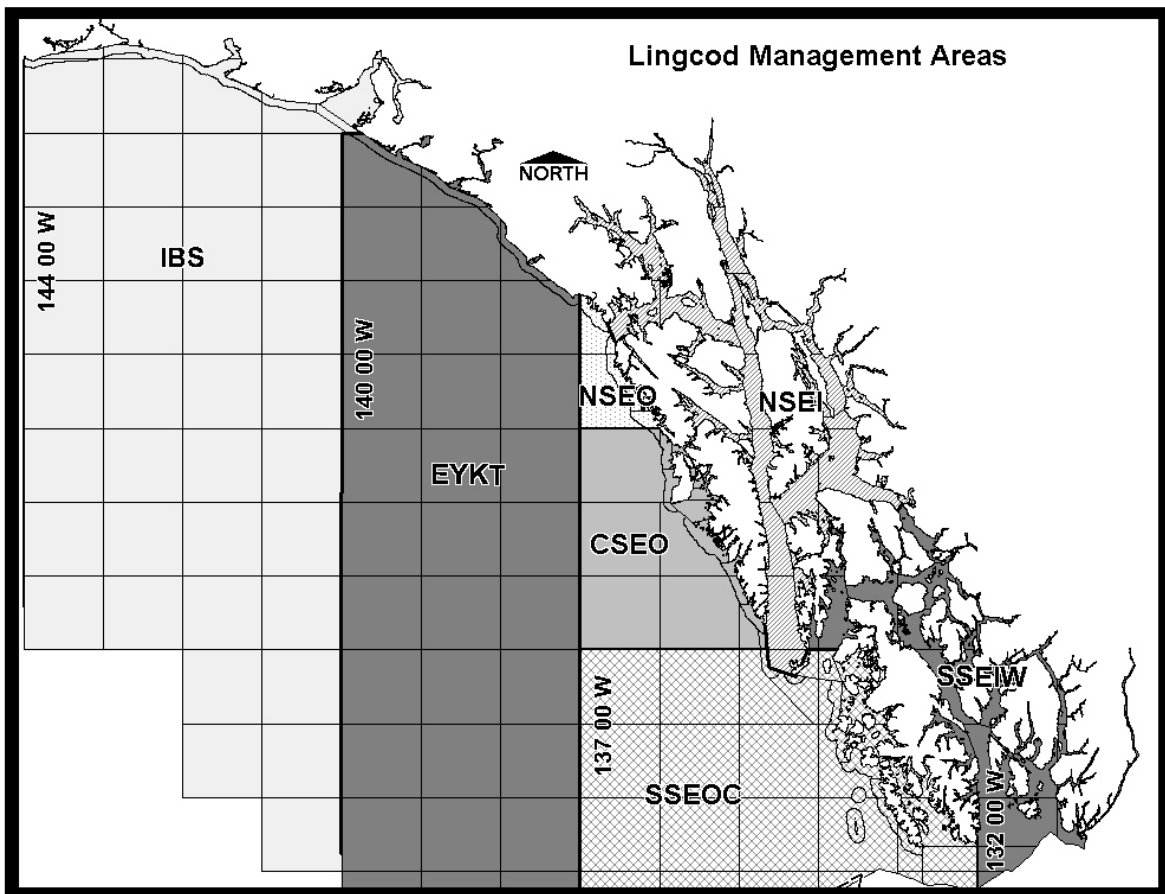 Lingcod Management Areas
NORTH
144 00 W
IBS
140 00 W
NSEO
NSEI
EYKT
CSEO
SSEIW
137 00 W
SSEOC
132 00 W